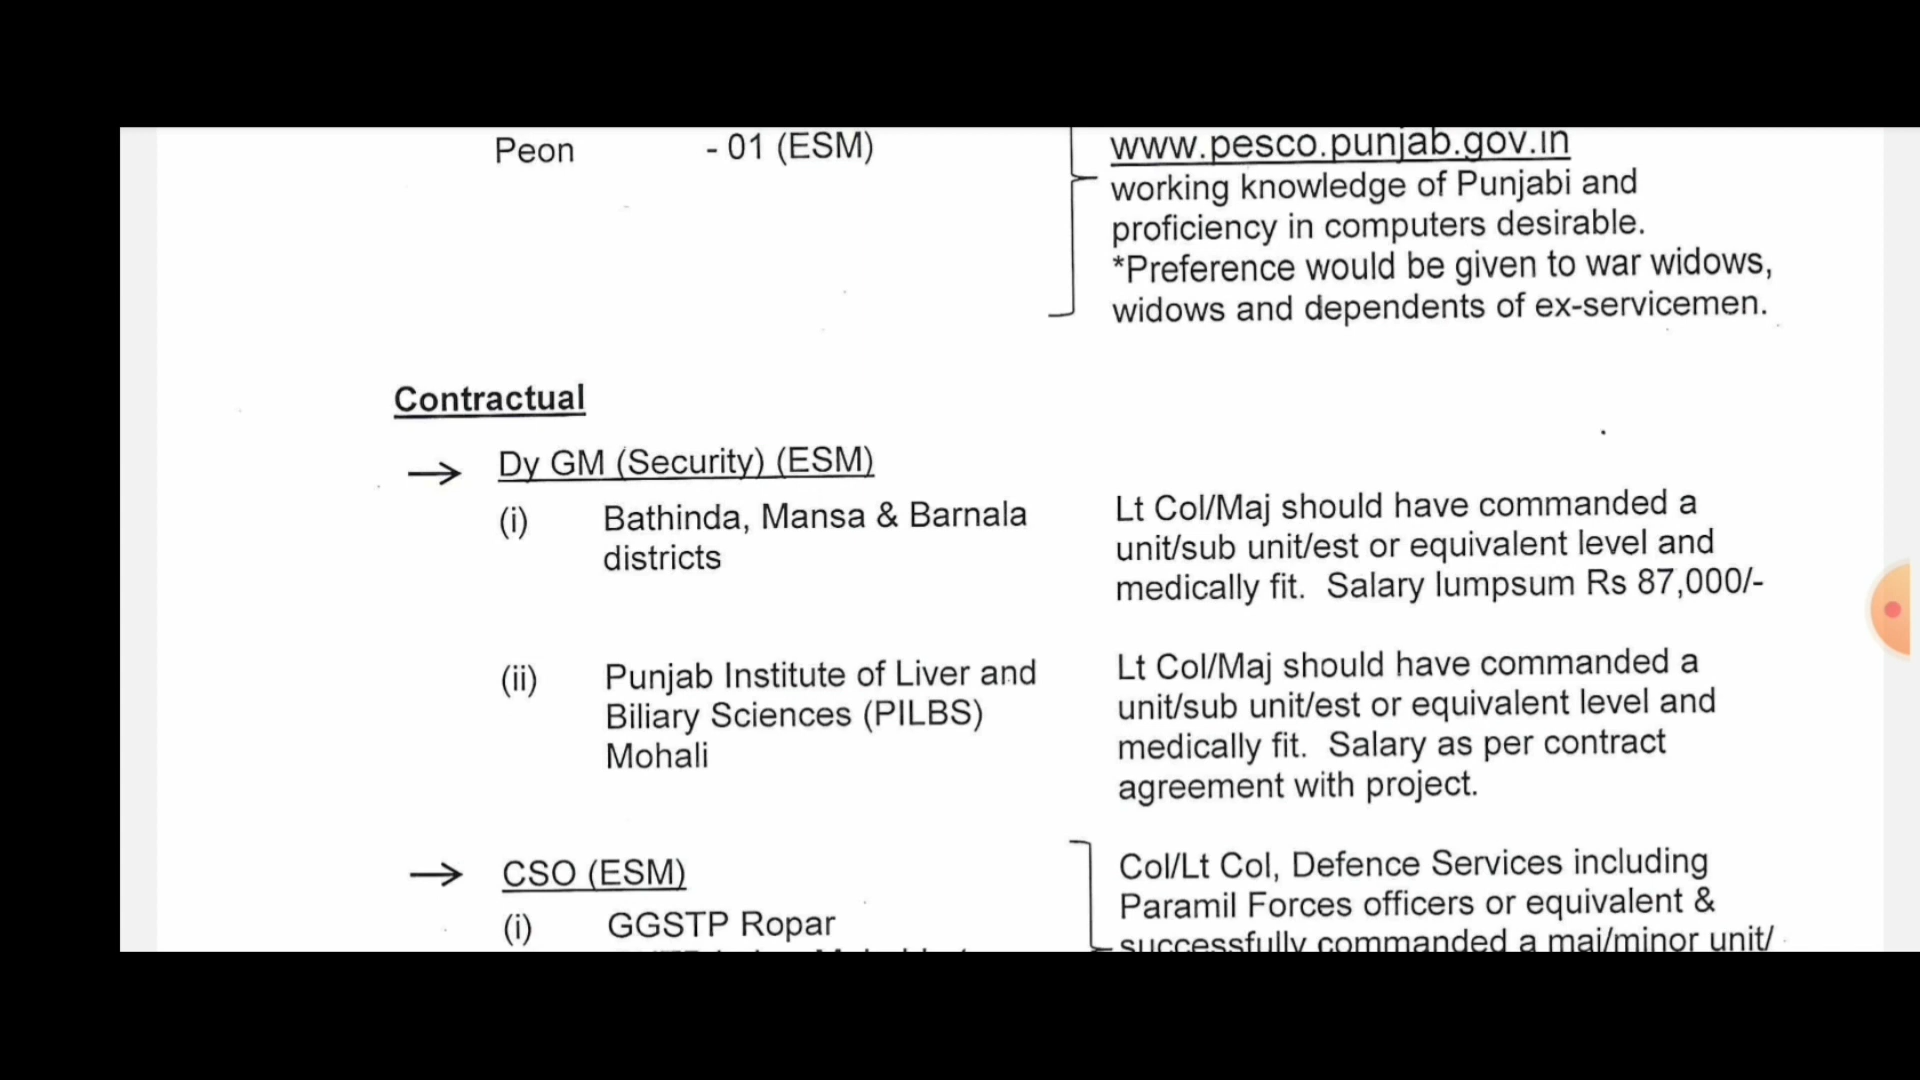 Peon - 01 (ESM)
www.pesco.punjab.gov.in
working knowledge of Punjabi and
proficiency in computers desirable.
*Preference would be given to war widows,
widows and dependents of ex-servicemen.
Contractual
→ Dy GM (Security) (ESM)
(i) Bathinda, Mansa & Barnala
districts
Lt Col/Maj should have commanded a
unit/sub unit/est or equivalent level and
medically fit. Salary lumpsum Rs 87,000/-
(ii) Punjab Institute of Liver and
Biliary Sciences (PILBS)
Mohali
Lt Col/Maj should have commanded a
unit/sub unit/est or equivalent level and
medically fit. Salary as per contract
agreement with project.
→ CSO (ESM)
(i) GGSTP Ropar
Col/Lt Col, Defence Services including
Paramil Forces officers or equivalent &
successfully commanded a maj/minor unit/